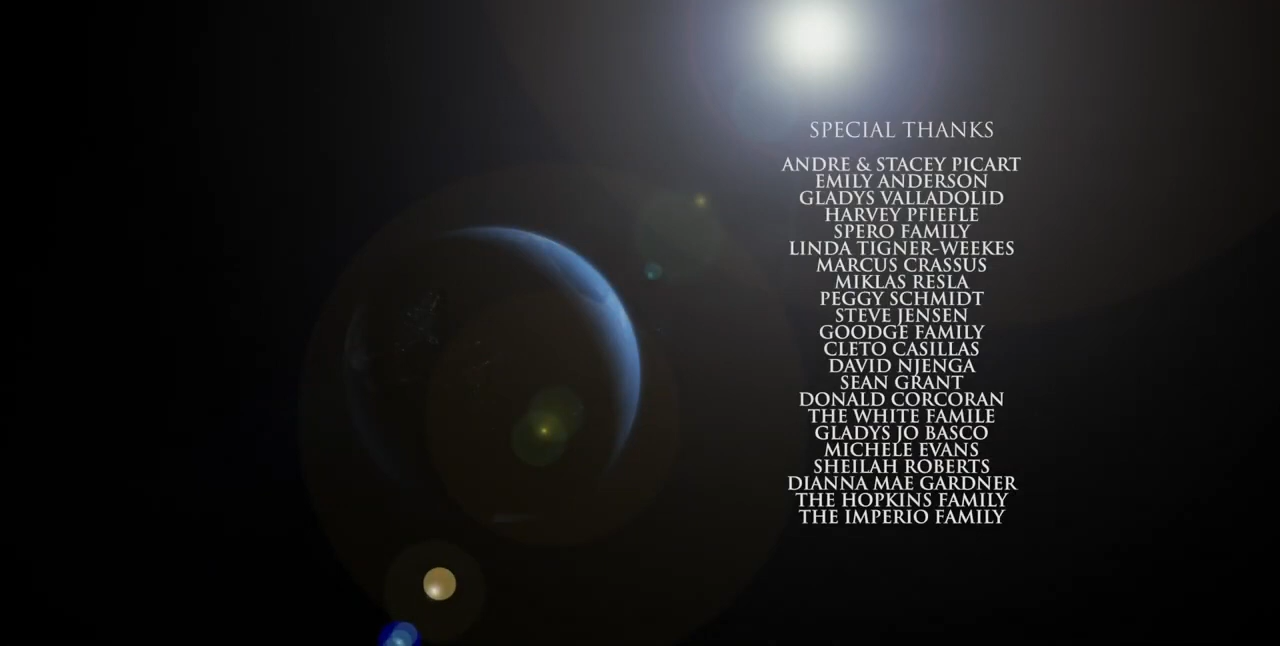 SPECIAL THANKS
ANDRE & STACEY PICART
EMILY ANDERSON
GLADYS VALLADOLID
HARVEY PFIEFLE
SPERO FAMILY
LINDA TIGNER-WEEKES
MARCUS CRASSUS
MIKLAS RESLA
PEGGY SCHMIDT
STEVE JENSEN
GOODGE FAMILY
CLETO CASILLAS
DAVID NJENGA
SEAN GRANT
DONALD CORCORAN
THE WHITE FAMILE
GLADYS JO BASCO
MICHELE EVANS
SHEILAH ROBERTS
DIANNA MAE GARDNER
THE HOPKINS FAMILY
THE IMPERIO FAMILY